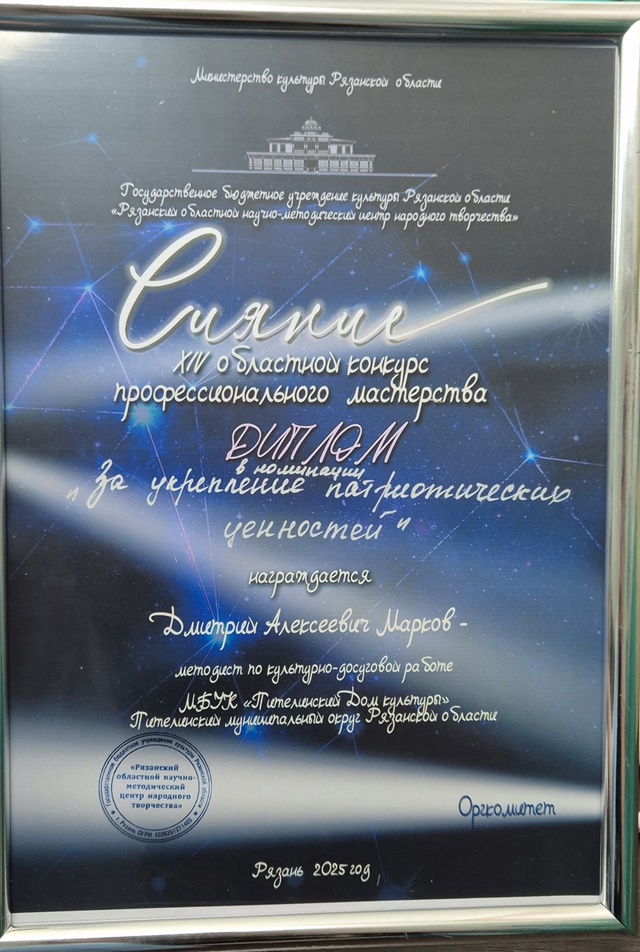 Министерство культуры Рязанской области
Государственное бюджетное учреждение культуры Рязанской области
«Рязанский областной научно-методический центр народного творчества»
Сияние
XIV областной конкурс
профессионального мастерства
ДИПЛОМ
в номинации
„За укрепление патриотических
ценностей"
награждается
Дмитрий Алексеевич Марков -
методист по культурно-досуговой работе
МБУК «Пителинский Дом культуры»
Пителинский муниципальный округ Рязанской области
«Рязанский
областной научно-
методический
центр народного
творчества»
Оргкомитет
Рязань 2025 год